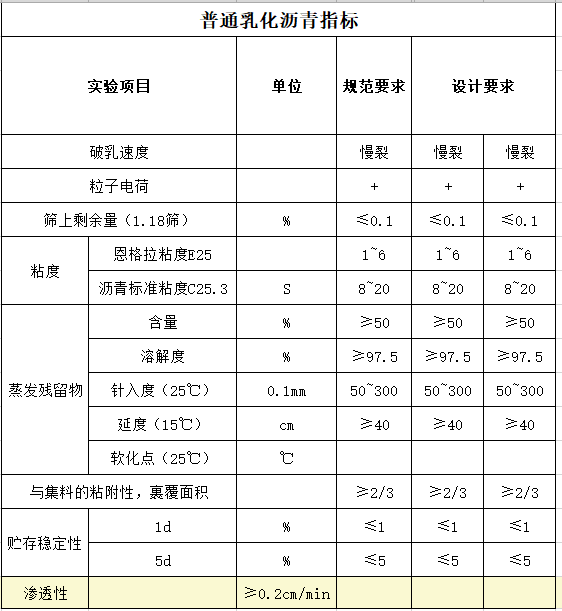 普通乳化沥青指标
实验项目 单位 规范要求 设计要求
破乳速度 慢裂 慢裂 慢裂
粒子电荷 + + +
筛上剩余量（1.18筛） % ≤0.1 ≤0.1 ≤0.1
粘度 恩格拉粘度E25 1~6 1~6 1~6
沥青标准粘度C25.3 S 8~20 8~20 8~20
蒸发残留物 含量 % ≥50 ≥50 ≥50
溶解度 % ≥97.5 ≥97.5 ≥97.5
针入度（25℃） 0.1mm 50~300 50~300 50~300
延度（15℃） cm ≥40 ≥40 ≥40
软化点（25℃） ℃
与集料的粘附性，裹覆面积 ≥2/3 ≥2/3 ≥2/3
贮存稳定性 1d % ≤1 ≤1 ≤1
5d % ≤5 ≤5 ≤5
渗透性 ≥0.2cm/min